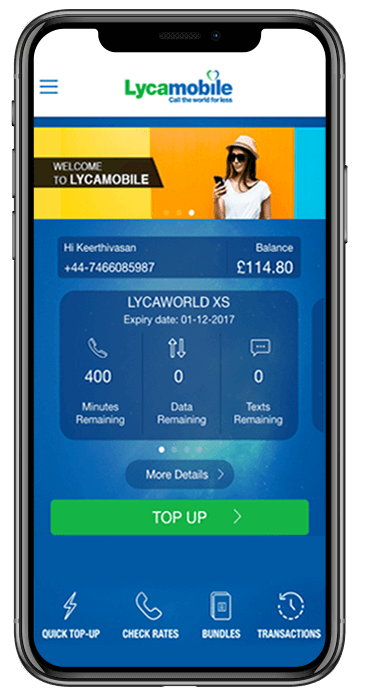 Lycamobile
Call the world for less
WELCOME
TO LYCAMOBILE
Hi Keerthivasan
Balance
+44-7466085987
£114.80
LYCAWORLD XS
Expiry date: 01-12-2017
400
0
0
Minutes
Remaining
Data
Remaining
Texts
Remaining
More Details
TOP UP
QUICK TOP-UP
CHECK RATES
BUNDLES
TRANSACTIONS